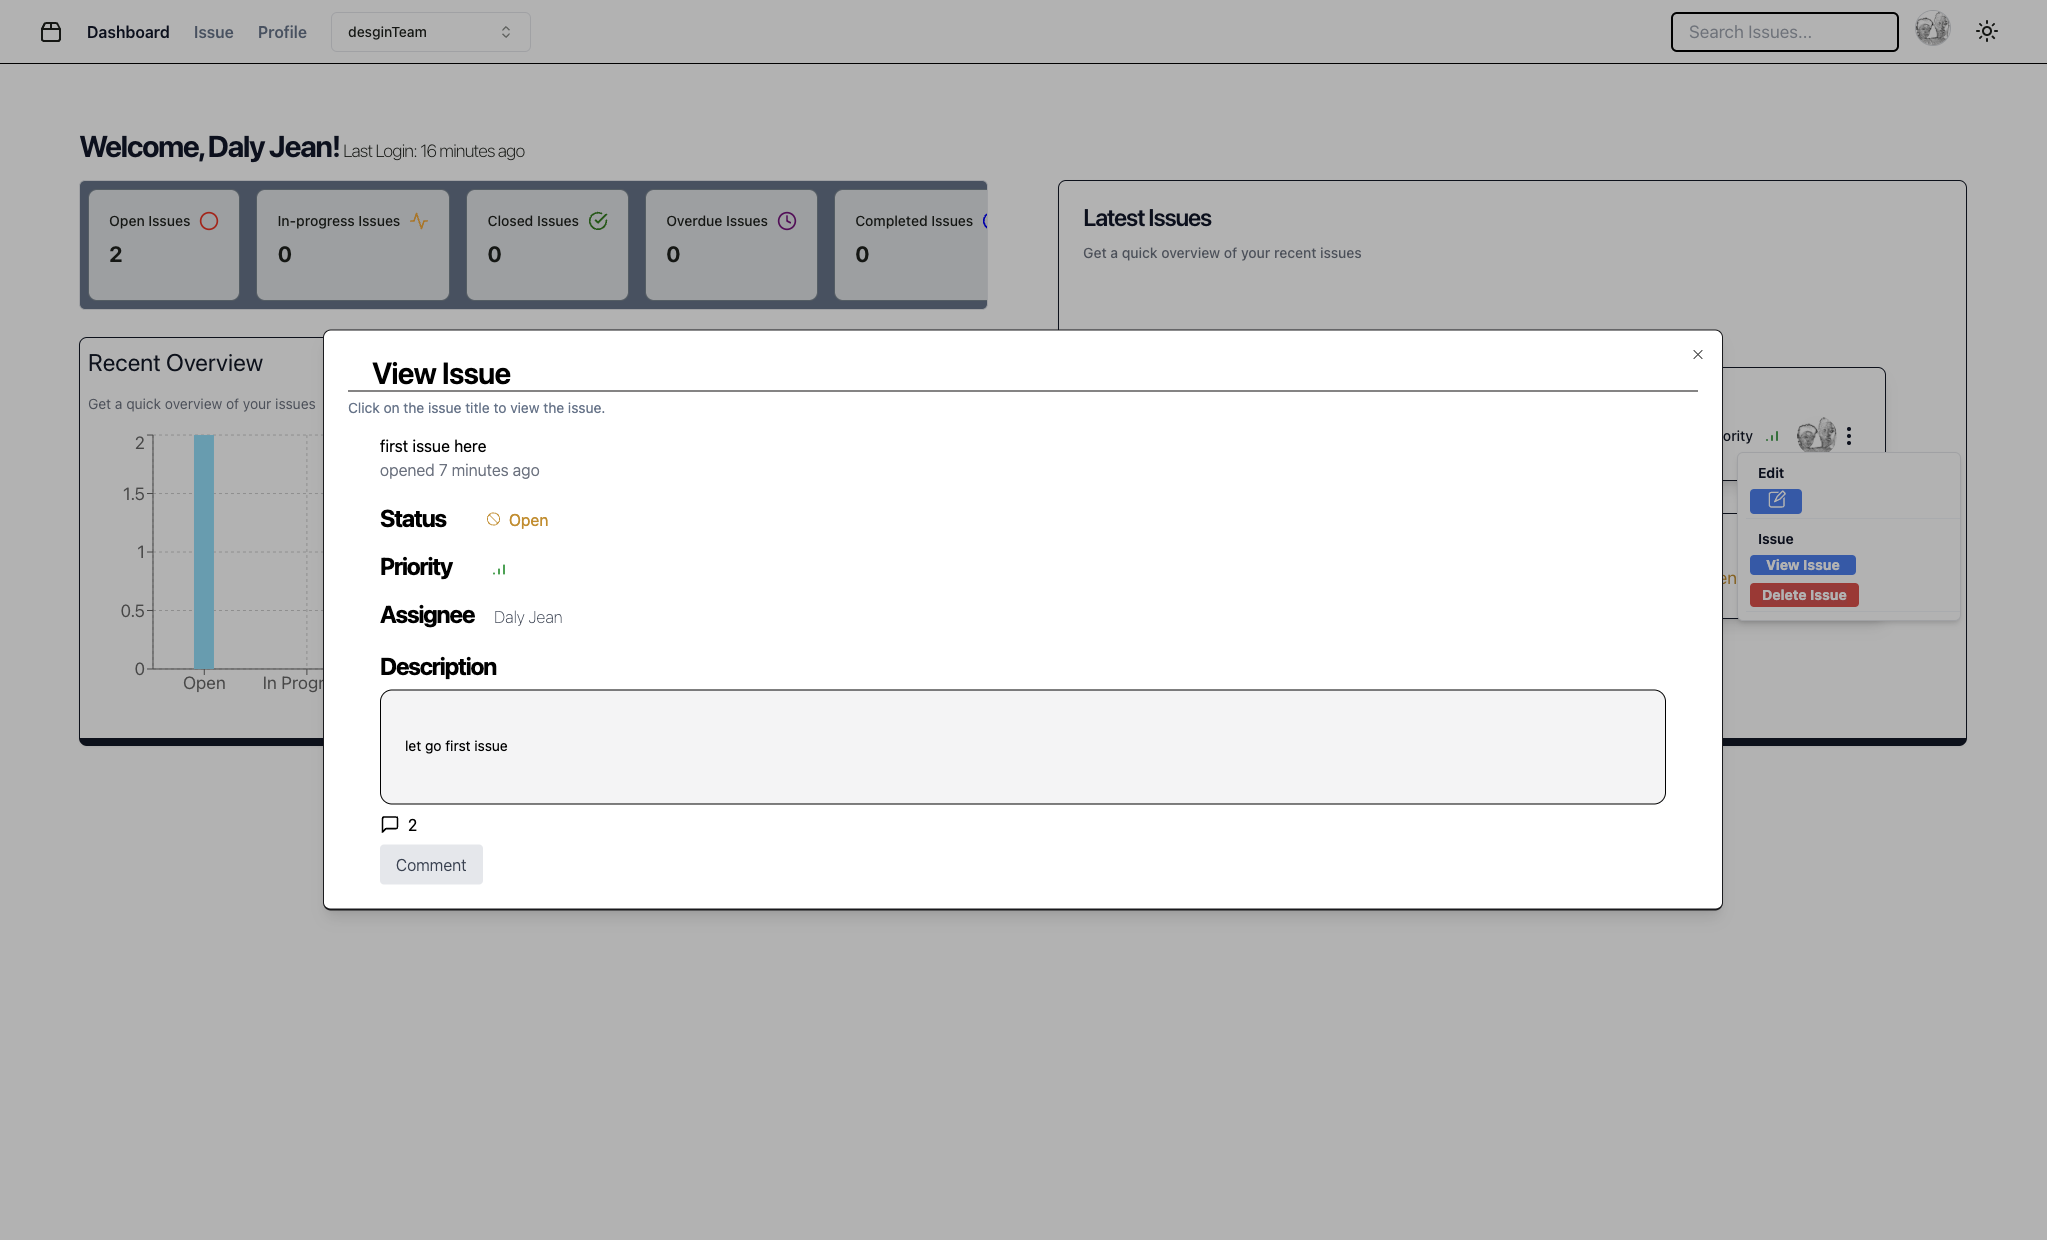 Dashboard Issue Profile desginTeam Search Issues...
Welcome, Daly Jean! Last Login: 16 minutes ago
Open Issues
2
In-progress Issues
0
Closed Issues
0
Overdue Issues
0
Completed Issues
0
Latest Issues
Get a quick overview of your recent issues
Recent Overview
Get a quick overview of your issues
2
1.5
1
0.5
0
Open In Progr
View Issue
Click on the issue title to view the issue.
first issue here
opened 7 minutes ago
Status Open
Priority
Assignee Daly Jean
Description
let go first issue
2
Comment
ority
en
Edit
Issue
View Issue
Delete Issue